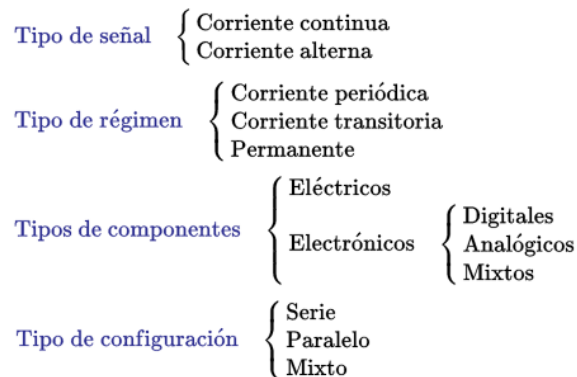 Tipo de señal
Corriente continua
Corriente alterna
Tipo de régimen
Corriente periódica
Corriente transitoria
Permanente
Tipos de componentes
Eléctricos
Electrónicos
Digitales
Analógicos
Mixtos
Tipo de configuración
Serie
Paralelo
Mixto